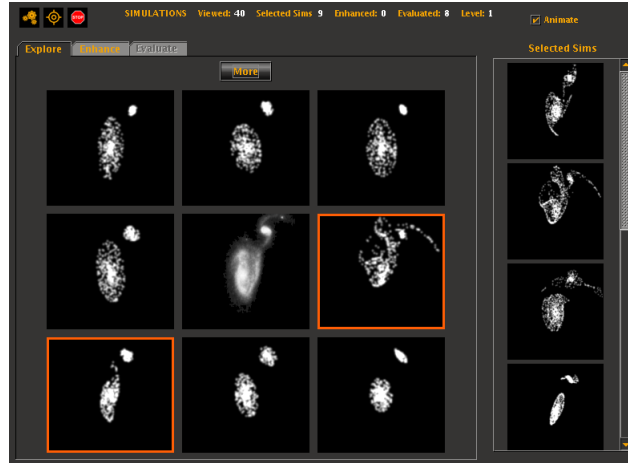 SIMULATIONS Viewed: 40 Selected Sims 9 Enhanced: 0 Evaluated: 8 Level: 1
STOP
Animate
Explore Enhance Evaluate
Selected Sims
More